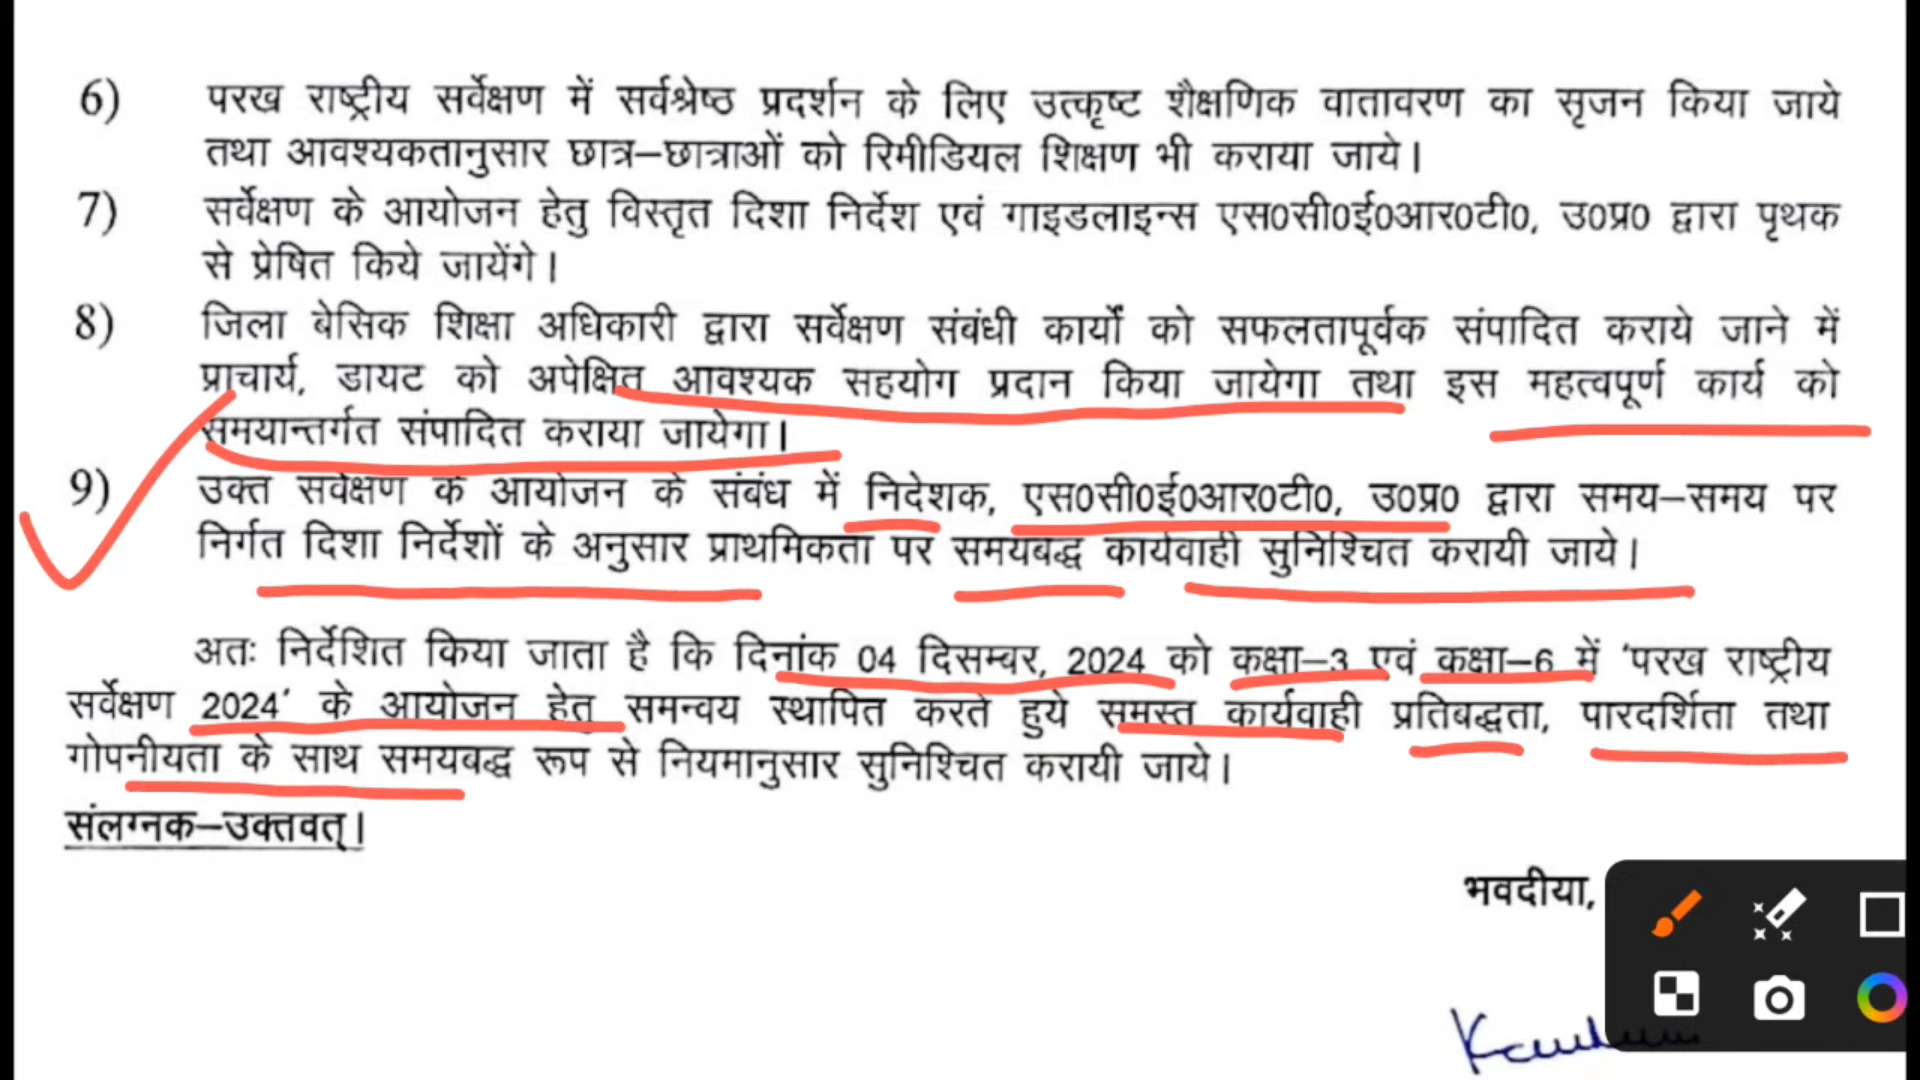 6) परख राष्ट्रीय सर्वेक्षण में सर्वश्रेष्ठ प्रदर्शन के लिए उत्कृष्ट शैक्षणिक वातावरण का सृजन किया जाये
तथा आवश्यकतानुसार छात्र–छात्राओं को रिमीडियल शिक्षण भी कराया जाये।
7) सर्वेक्षण के आयोजन हेतु विस्तृत दिशा निर्देश एवं गाइडलाइन्स एस0सी0ई0आर0टी0, उ0प्र0 द्वारा पृथक
से प्रेषित किये जायेंगे।
8) जिला बेसिक शिक्षा अधिकारी द्वारा सर्वेक्षण संबंधी कार्यों को सफलतापूर्वक संपादित कराये जाने में
प्राचार्य, डायट को अपेक्षित आवश्यक सहयोग प्रदान किया जायेगा तथा इस महत्वपूर्ण कार्य को
समयान्तर्गत संपादित कराया जायेगा।
9) उक्त सर्वेक्षण के आयोजन के संबंध में निदेशक, एस0सी0ई0आर0टी0, उ0प्र0 द्वारा समय–समय पर
निर्गत दिशा निर्देशों के अनुसार प्राथमिकता पर समयबद्ध कार्यवाही सुनिश्चित करायी जाये।
अतः निर्देशित किया जाता है कि दिनांक 04 दिसम्बर, 2024 को कक्षा–3 एवं कक्षा–6 में 'परख राष्ट्रीय
सर्वेक्षण 2024' के आयोजन हेतु समन्वय स्थापित करते हुये समस्त कार्यवाही प्रतिबद्धता, पारदर्शिता तथा
गोपनीयता के साथ समयबद्ध रूप से नियमानुसार सुनिश्चित करायी जाये।
संलग्नक–उक्तवत्।
भवदीया,